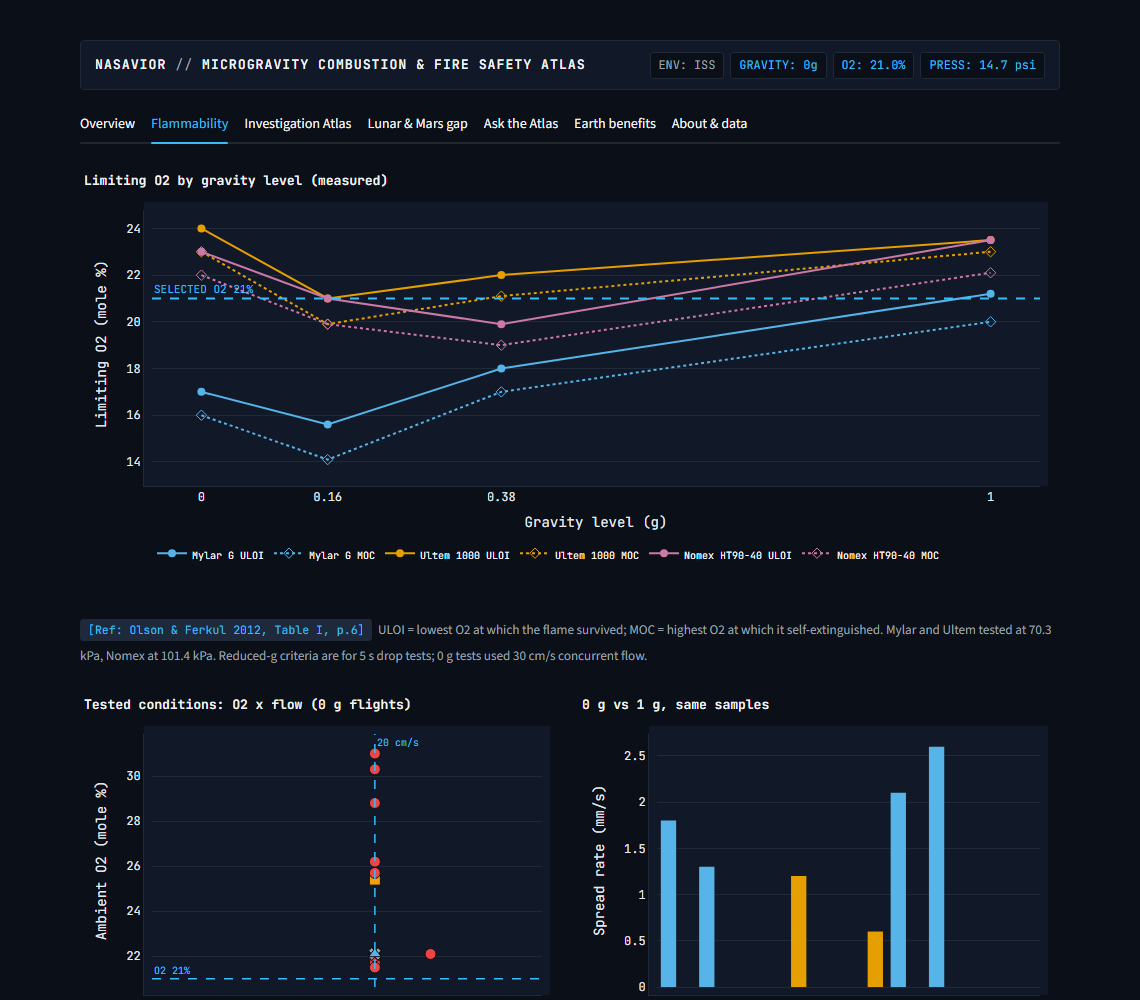 NASAVIOR // MICROGRAVITY COMBUSTION & FIRE SAFETY ATLAS
ENV: ISS
GRAVITY: 0g
O2: 21.0%
PRESS: 14.7 psi
Overview Flammability Investigation Atlas Lunar & Mars gap Ask the Atlas Earth benefits About & data
Limiting O2 by gravity level (measured)
Limiting O2 (mole %)
24
22
20
18
16
14
SELECTED O2 21%
0 0.16 0.38 1
Gravity level (g)
Mylar G ULOI Mylar G MOC Ultem 1000 ULOI Ultem 1000 MOC Nomex HT90-40 ULOI Nomex HT90-40 MOC
[Ref: Olson & Ferkul 2012, Table I, p.6] ULOI = lowest O2 at which the flame survived; MOC = highest O2 at which it self-extinguished. Mylar and Ultem tested at 70.3
kPa, Nomex at 101.4 kPa. Reduced-g criteria are for 5 s drop tests; 0 g tests used 30 cm/s concurrent flow.
Tested conditions: O2 x flow (0 g flights)
Ambient O2 (mole %)
30
28
26
24
22
20 cm/s
O2 21%
0 g vs 1 g, same samples
Spread rate (mm/s)
2.5
2
1.5
1
0.5
0